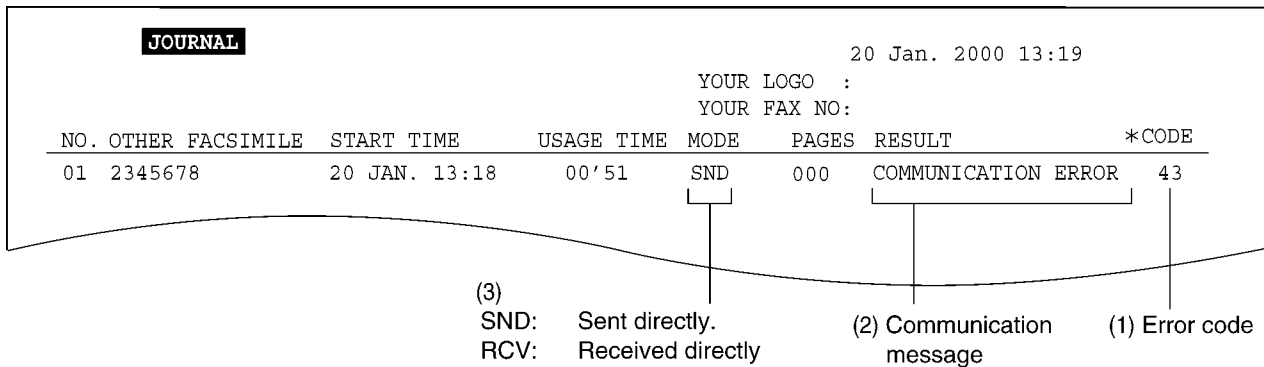 JOURNAL
20 Jan. 2000 13:19
YOUR LOGO :
YOUR FAX NO:
NO. OTHER FACSIMILE START TIME USAGE TIME MODE PAGES RESULT *CODE
01 2345678 20 JAN. 13:18 00'51 SND 000 COMMUNICATION ERROR 43
(3)
SND: Sent directly.
RCV: Received directly
(2) Communication
message
(1) Error code